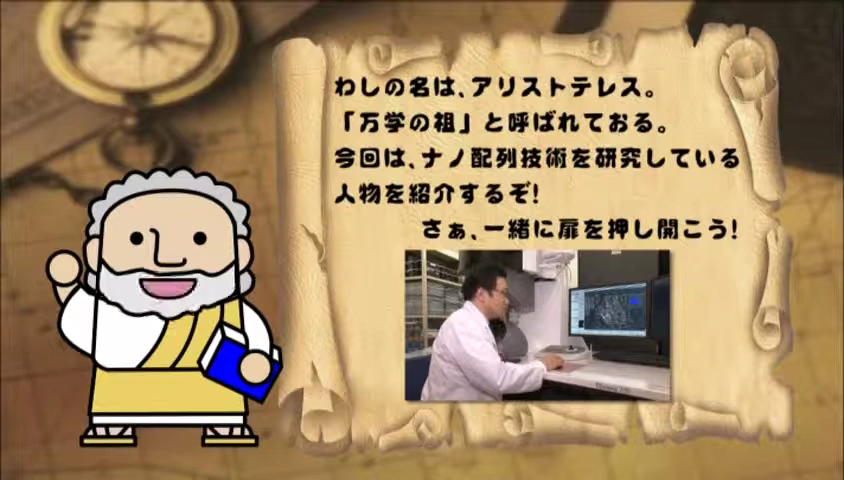 わしの名は、アリストテレス。
「万学の祖」と呼ばれておる。
今回は、ナノ配列技術を研究している
人物を紹介するぞ!
さぁ、一緒に扉を押し開こう!